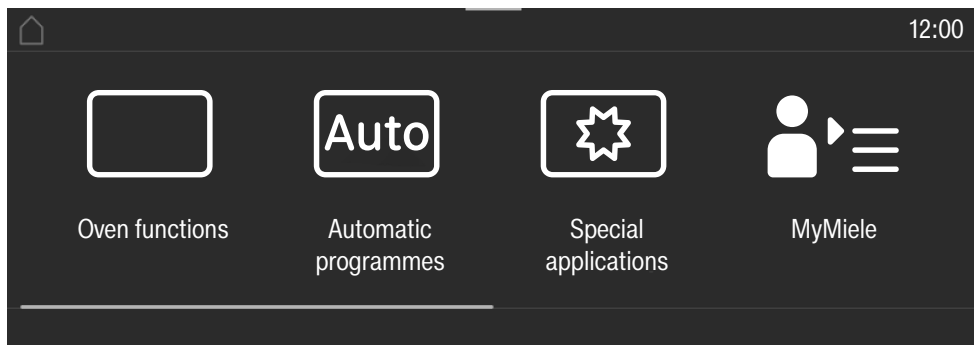 12:00
Auto
Oven functions
Automatic
programmes
Special
applications
MyMiele